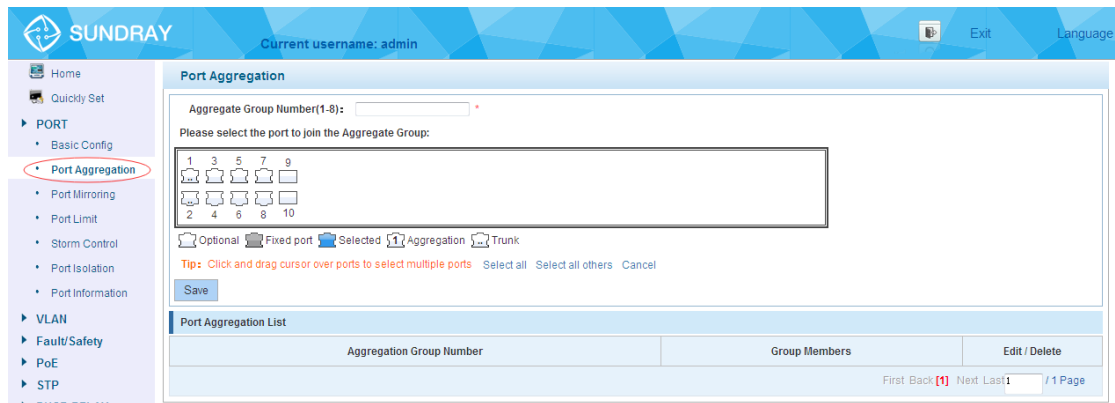 SUNDRAY
Current username: admin
Exit
Language
Home
Quickly Set
PORT
Basic Config
Port Aggregation
Port Mirroring
Port Limit
Storm Control
Port Isolation
Port Information
VLAN
Fault/Safety
PoE
STP
Port Aggregation
Aggregate Group Number(1-8): *
Please select the port to join the Aggregate Group:
1 3 5 7 9
2 4 6 8 10
Optional Fixed port Selected 1 Aggregation Trunk
Tip: Click and drag cursor over ports to select multiple ports Select all Select all others Cancel
Save
Port Aggregation List
Aggregation Group Number Group Members Edit / Delete
First Back [1] Next Last 1 / 1 Page